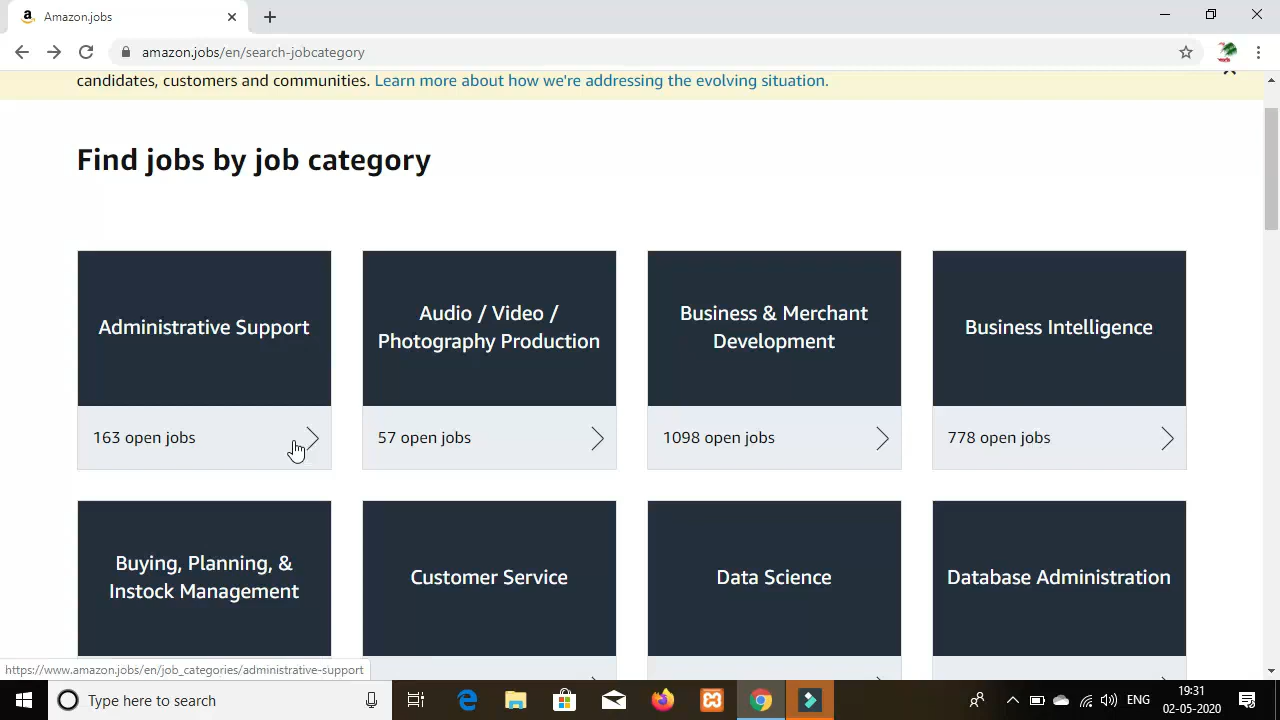 Amazon.jobs
amazon.jobs/en/search-jobcategory
candidates, customers and communities. Learn more about how we're addressing the evolving situation.
Find jobs by job category
Administrative Support
163 open jobs
Audio / Video /
Photography Production
57 open jobs
Business & Merchant
Development
1098 open jobs
Business Intelligence
778 open jobs
Buying, Planning, &
Instock Management
Customer Service
Data Science
Database Administration
https://www.amazon.jobs/en/job_categories/administrative-support
Type here to search
ENG
19:31
02-05-2020